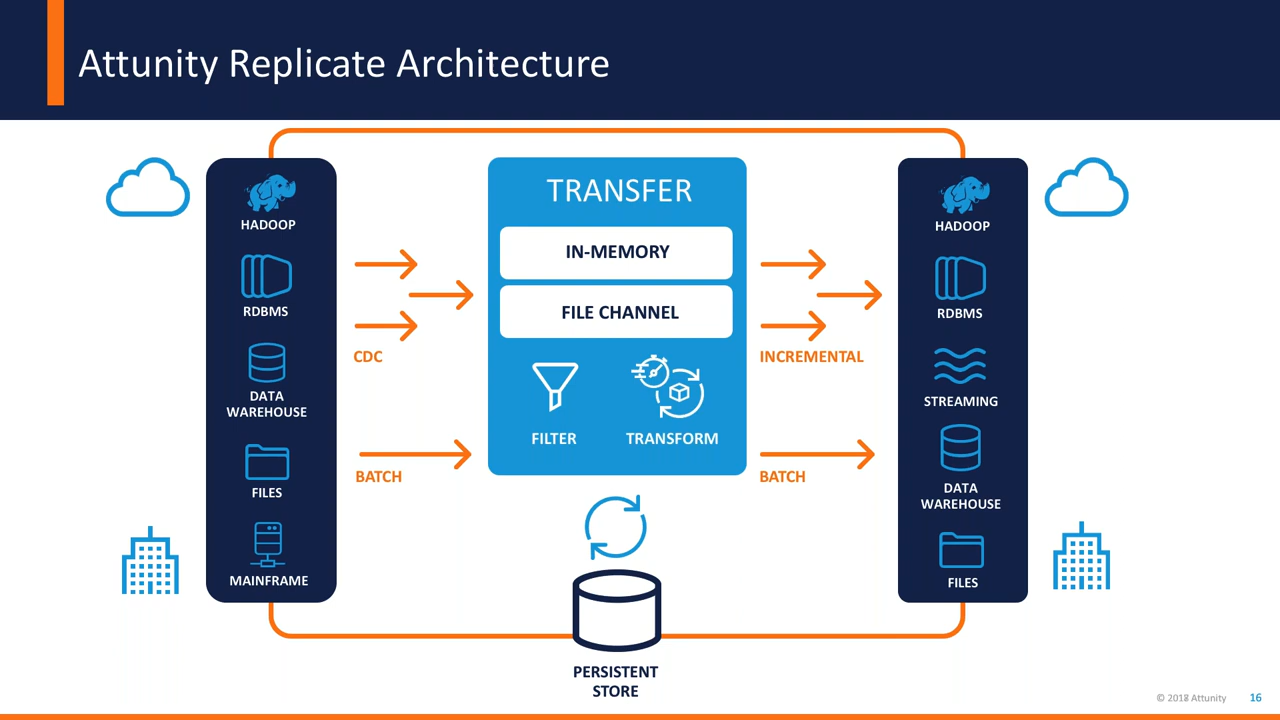 Attunity Replicate Architecture
HADOOP
RDBMS
DATA
WAREHOUSE
FILES
MAINFRAME
CDC
BATCH
TRANSFER
IN-MEMORY
FILE CHANNEL
FILTER
TRANSFORM
INCREMENTAL
BATCH
HADOOP
RDBMS
STREAMING
DATA
WAREHOUSE
FILES
PERSISTENT
STORE
© 2018 Attunity
16